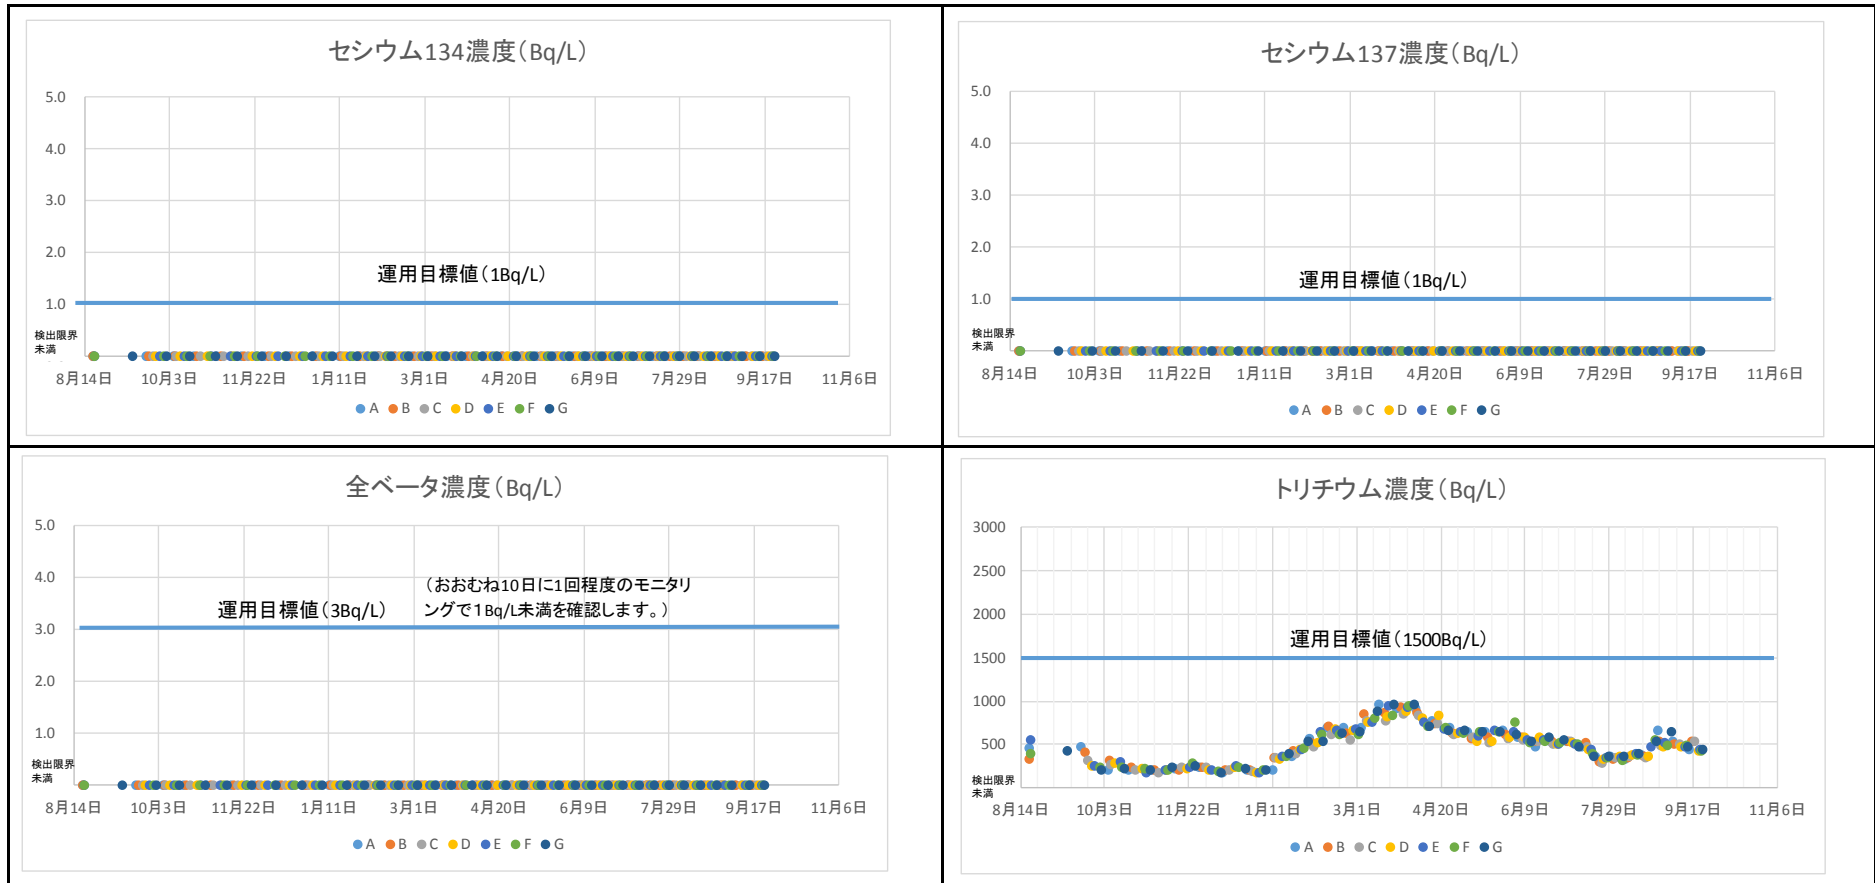 セシウム134濃度(Bq/L)
5.0
4.0
3.0
2.0
運用目標値(1Bq/L)
1.0
検出限界
未満
8月14日 10月3日 11月22日 1月11日 3月1日 4月20日 6月9日 7月29日 9月17日 11月6日
A B C D E F G
セシウム137濃度(Bq/L)
5.0
4.0
3.0
2.0
運用目標値(1Bq/L)
1.0
検出限界
未満
8月14日 10月3日 11月22日 1月11日 3月1日 4月20日 6月9日 7月29日 9月17日 11月6日
A B C D E F G
全ベータ濃度(Bq/L)
5.0
4.0
(おおむね10日に1回程度のモニタリ
ングで1Bq/L未満を確認します。)
運用目標値(3Bq/L)
3.0
2.0
1.0
検出限界
未満
8月14日 10月3日 11月22日 1月11日 3月1日 4月20日 6月9日 7月29日 9月17日 11月6日
A B C D E F G
トリチウム濃度(Bq/L)
3000
2500
2000
運用目標値(1500Bq/L)
1500
1000
500
検出限界
未満
8月14日 10月3日 11月22日 1月11日 3月1日 4月20日 6月9日 7月29日 9月17日 11月6日
A B C D E F G